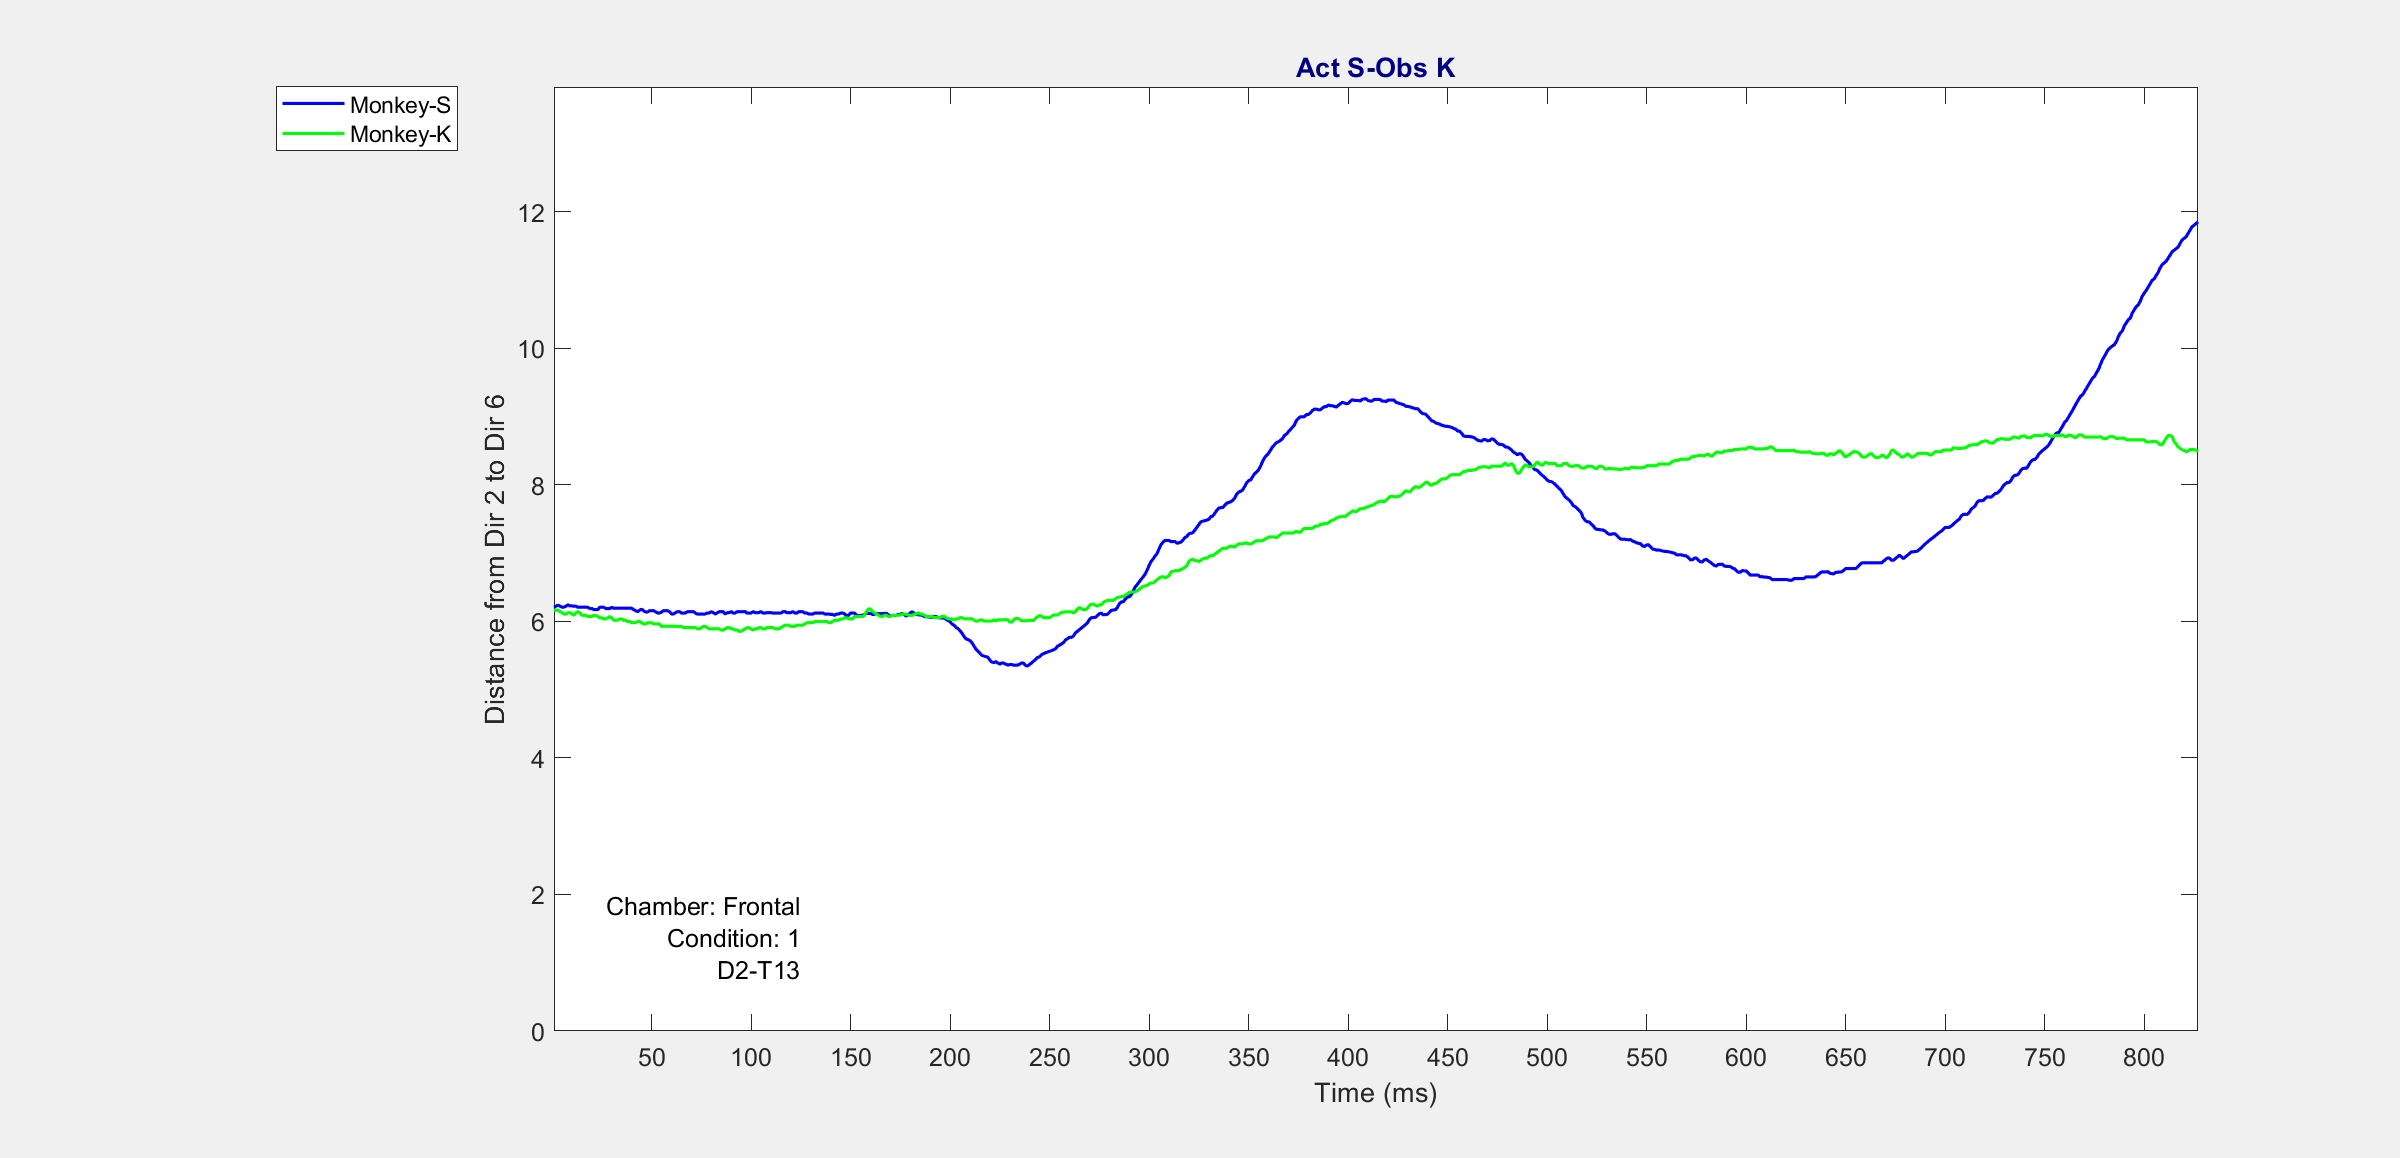 Act S-Obs K
Monkey-S
Monkey-K
Distance from Dir 2 to Dir 6
12
10
8
6
4
2
0
Chamber: Frontal
Condition: 1
D2-T13
50 100 150 200 250 300 350 400 450 500 550 600 650 700 750 800
Time (ms)